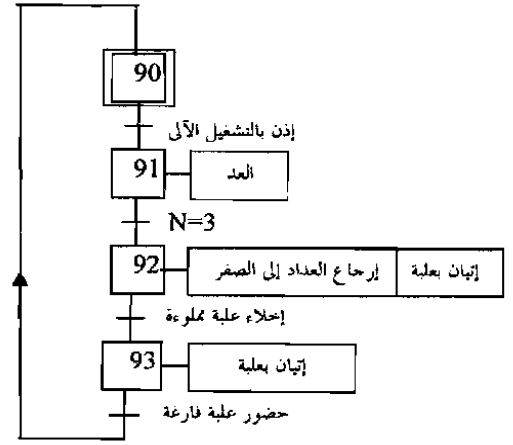 90
إذن بالتشغيل الآلي
91 العد
N=3
92 إرجاع العداد إلى الصفر إتيان بعلبة
إخلاء علبة مملوءة
93 إتيان بعلبة
حضور علبة فارغة